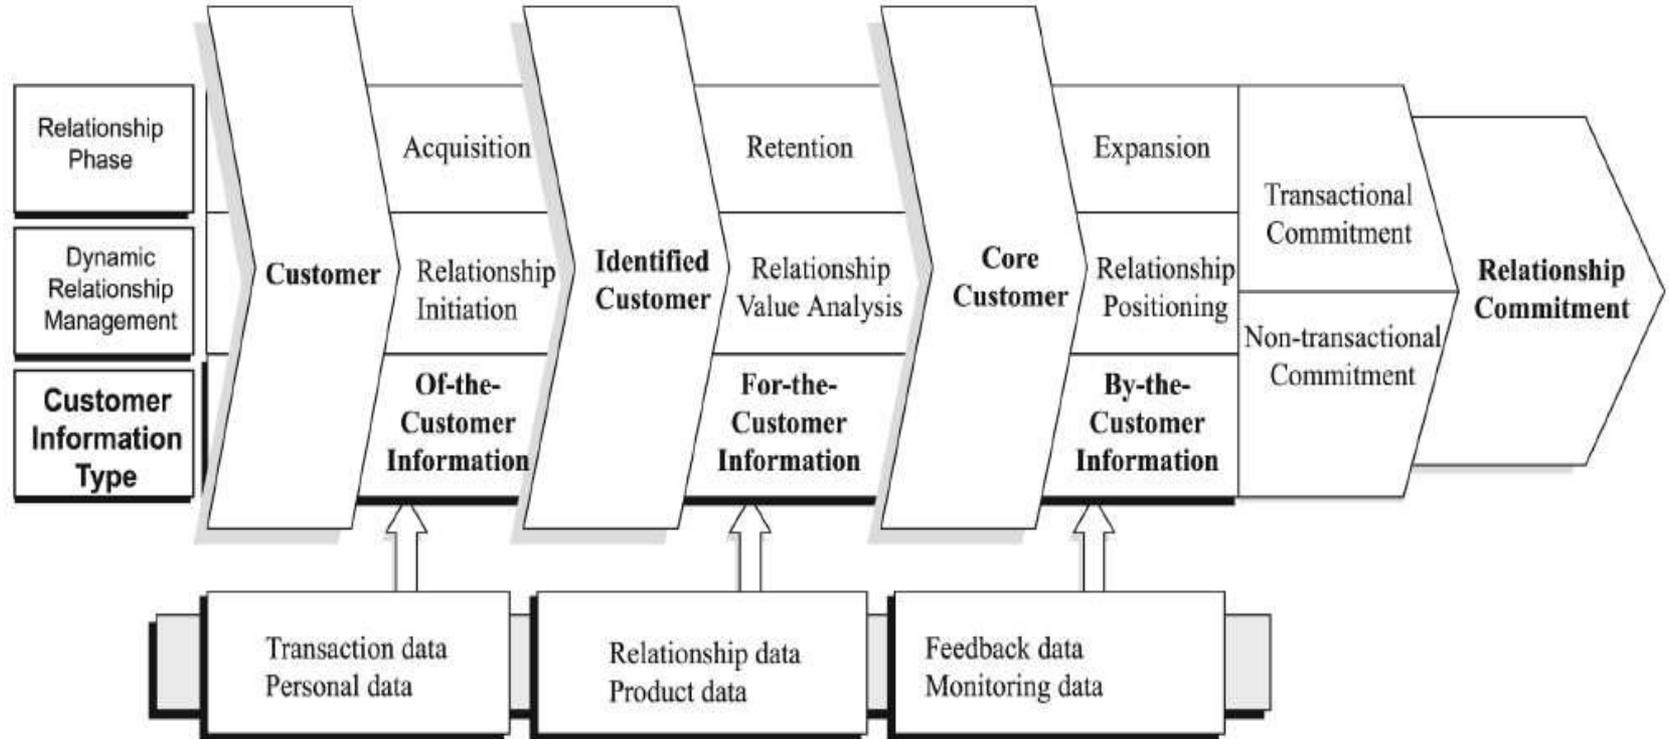 Relationship
Phase
Acquisition
Retention
Expansion
Dynamic
Relationship
Management
Customer
Relationship
Initiation
Identified
Customer
Relationship
Value Analysis
Core
Customer
Relationship
Positioning
Transactional
Commitment
Non-transactional
Commitment
Relationship
Commitment
Customer
Information
Type
Of-the-
Customer
Information
For-the-
Customer
Information
By-the-
Customer
Information
Transaction data
Personal data
Relationship data
Product data
Feedback data
Monitoring data